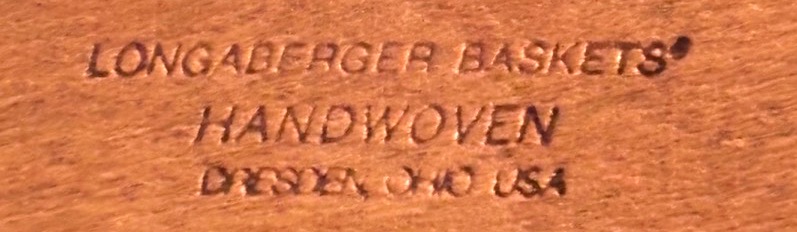 LONGABERGER BASKETS®
HANDWOVEN
DRESDEN, OHIO USA